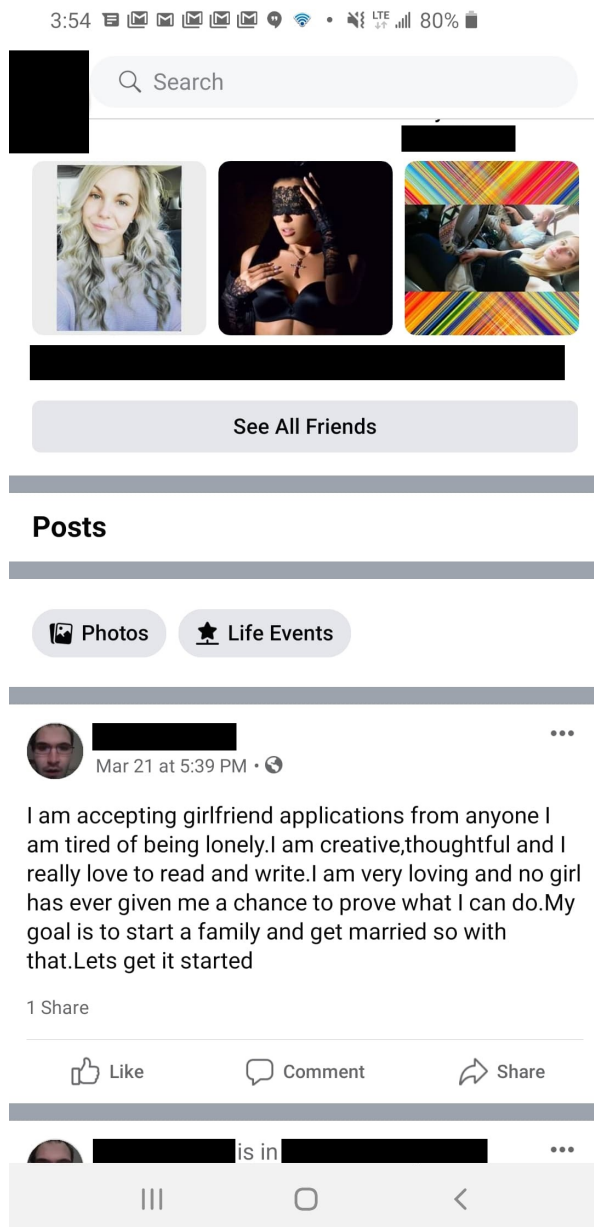 3:54 LTE 80%
Search
See All Friends
Posts
Photos Life Events
Mar 21 at 5:39 PM •
I am accepting girlfriend applications from anyone I
am tired of being lonely.I am creative,thoughtful and I
really love to read and write.I am very loving and no girl
has ever given me a chance to prove what I can do.My
goal is to start a family and get married so with
that.Lets get it started
1 Share
Like Comment Share
is in